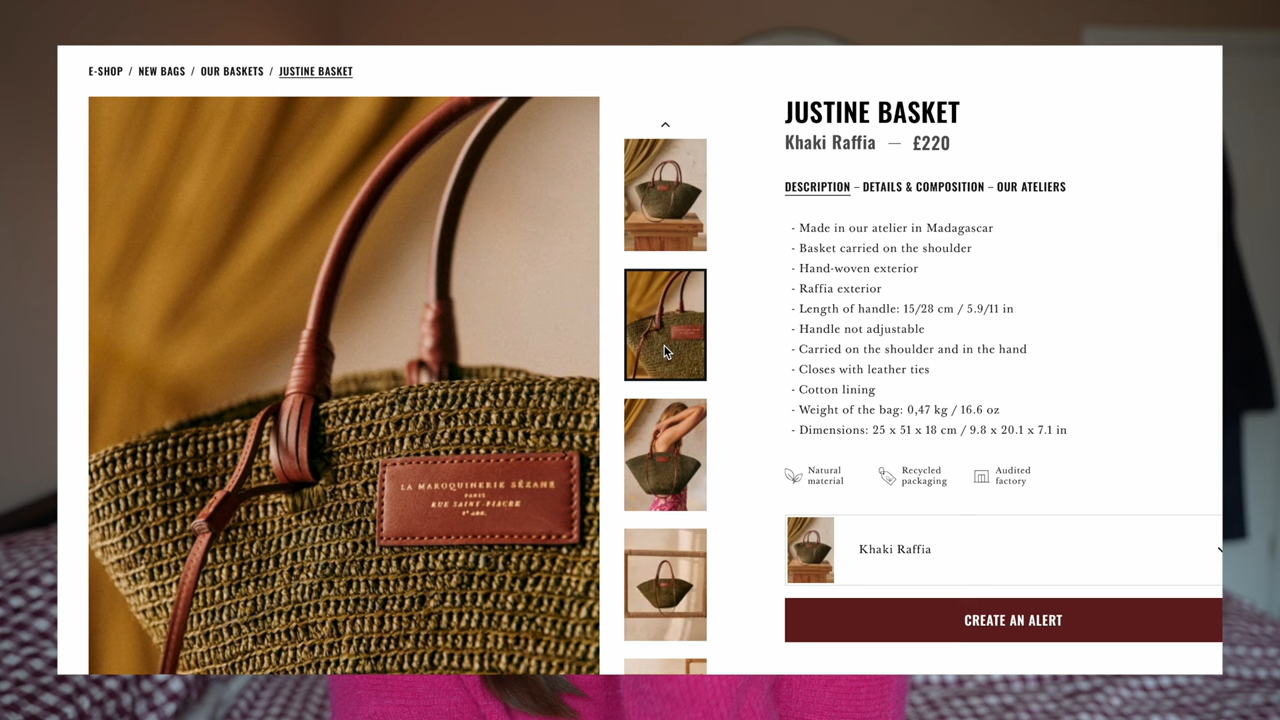 E-SHOP / NEW BAGS / OUR BASKETS / JUSTINE BASKET
LA MAROQUINERIE SÉZANE
PARIS
RUE SAINT-FIACRE
JUSTINE BASKET
Khaki Raffia — £220
DESCRIPTION – DETAILS & COMPOSITION – OUR ATELIERS
- Made in our atelier in Madagascar
- Basket carried on the shoulder
- Hand-woven exterior
- Raffia exterior
- Length of handle: 15/28 cm / 5.9/11 in
- Handle not adjustable
- Carried on the shoulder and in the hand
- Closes with leather ties
- Cotton lining
- Weight of the bag: 0,47 kg / 16.6 oz
- Dimensions: 25 x 51 x 18 cm / 9.8 x 20.1 x 7.1 in
Natural material
Recycled packaging
Audited factory
Khaki Raffia
CREATE AN ALERT